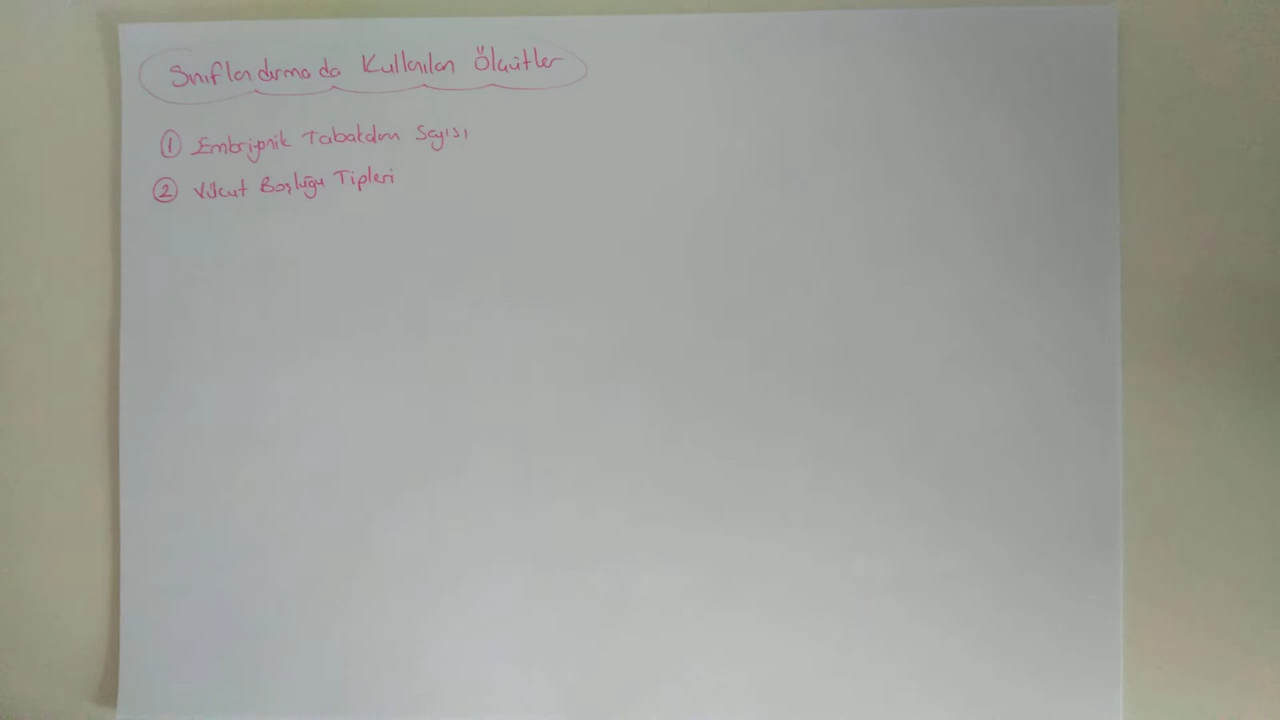 Sınıflandırmada Kullanılan Ölçütler
① Embriyonik Tabakaların Sayısı
② Vücut Boşluğu Tipleri